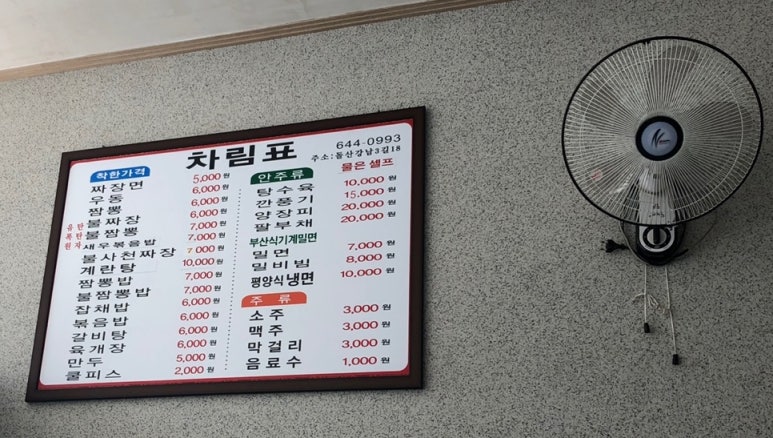 차림표
644-0993
주소:돌산강남3길18
물은 셀프
착한가격
짜장면 5,000원
우동 6,000원
짬뽕 6,000원
불짜장 7,000원
불짬뽕 7,000원
새우볶음밥 7,000원
불사천짜장 7,000원
계란탕 10,000원
짬뽕밥 7,000원
불짬뽕밥 7,000원
잡채밥 6,000원
볶음밥 6,000원
갈비탕 6,000원
육개장 6,000원
만두 5,000원
쿨피스 2,000원
안주류
탕수육 10,000원
깐풍기 15,000원
양장피 20,000원
팔부채 20,000원
부산식기계밀면
밀면 7,000원
밀비빔 8,000원
평양식냉면 10,000원
주류
소주 3,000원
맥주 3,000원
막걸리 3,000원
음료수 1,000원